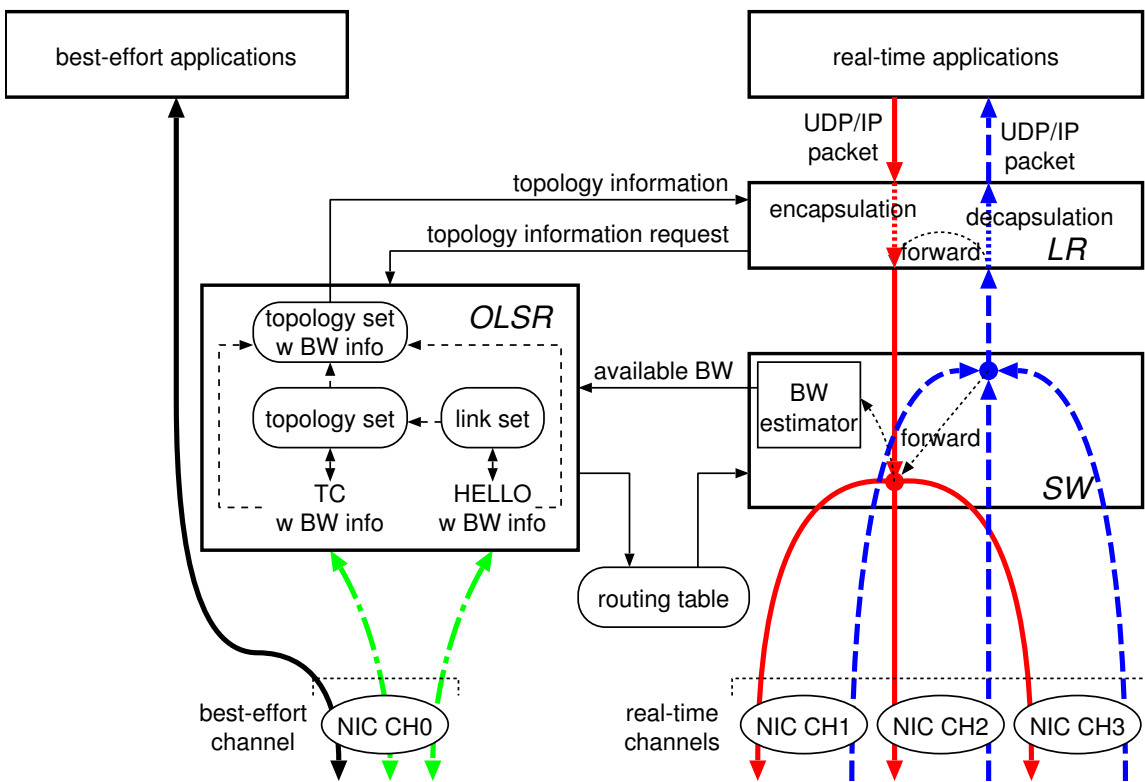 best-effort applications
real-time applications
UDP/IP
packet
UDP/IP
packet
topology information
encapsulation
decapsulation
topology information request
forward
LR
topology set
w BW info
OLSR
available BW
BW
estimator
topology set
link set
forward
TC
w BW info
HELLO
w BW info
SW
routing table
best-effort
channel
NIC CH0
real-time
channels
NIC CH1
NIC CH2
NIC CH3